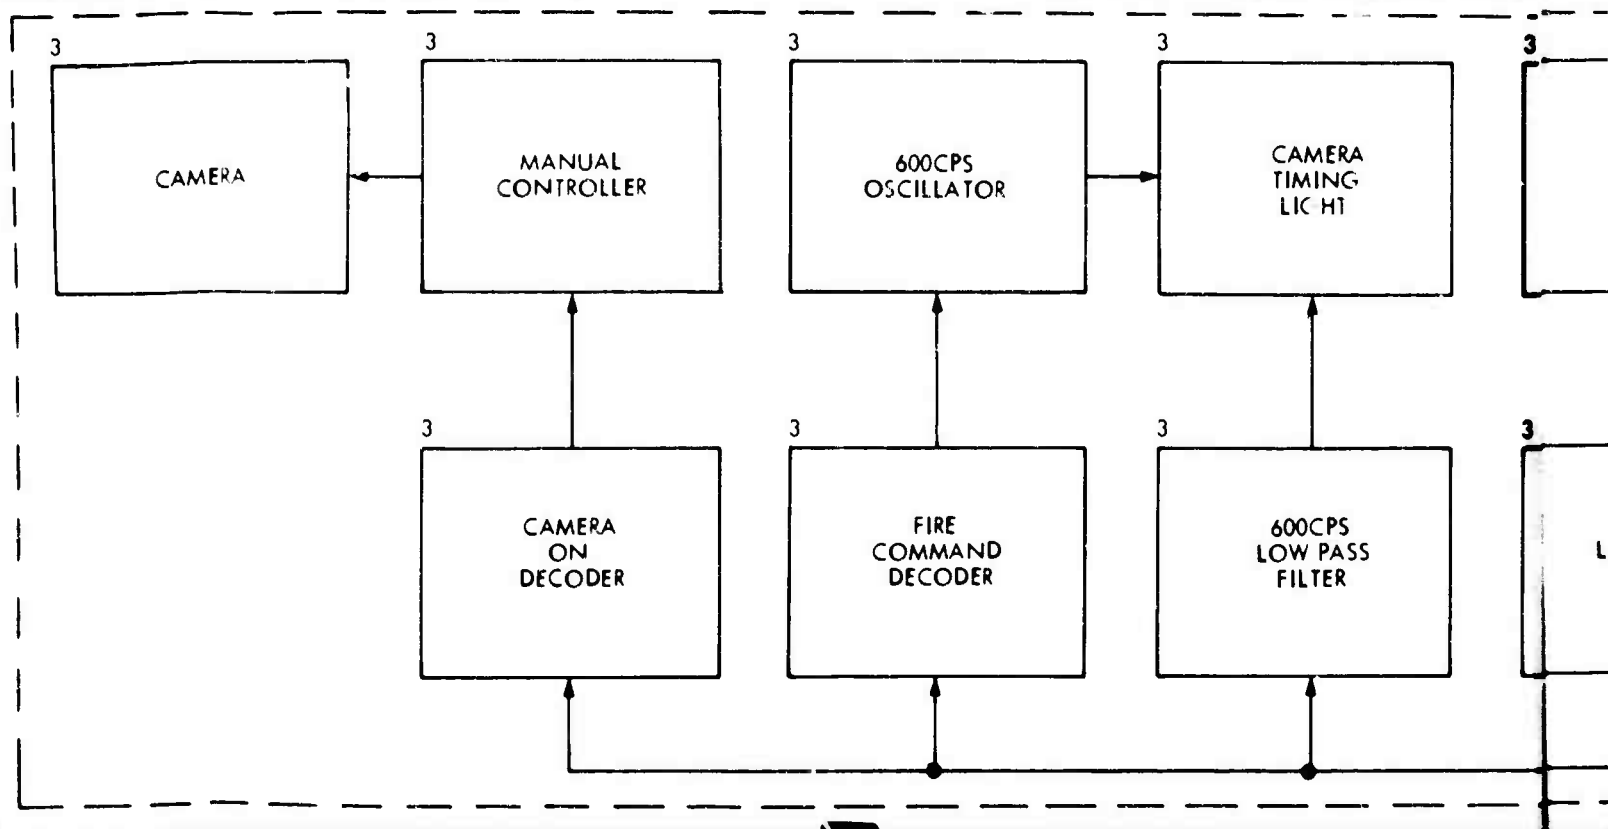 3
3
3
3
3
CAMERA
MANUAL
CONTROLLER
600CPS
OSCILLATOR
CAMERA
TIMING
LIGHT
3
3
3
3
CAMERA
ON
DECODER
FIRE
COMMAND
DECODER
600CPS
LOW PASS
FILTER
L